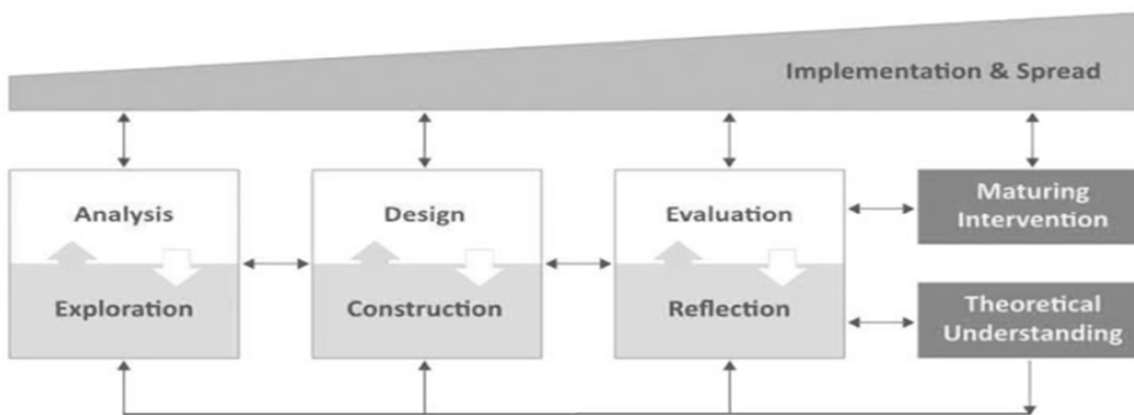 Implementation & Spread
Analysis
Exploration
Design
Construction
Evaluation
Reflection
Maturing
Intervention
Theoretical
Understanding